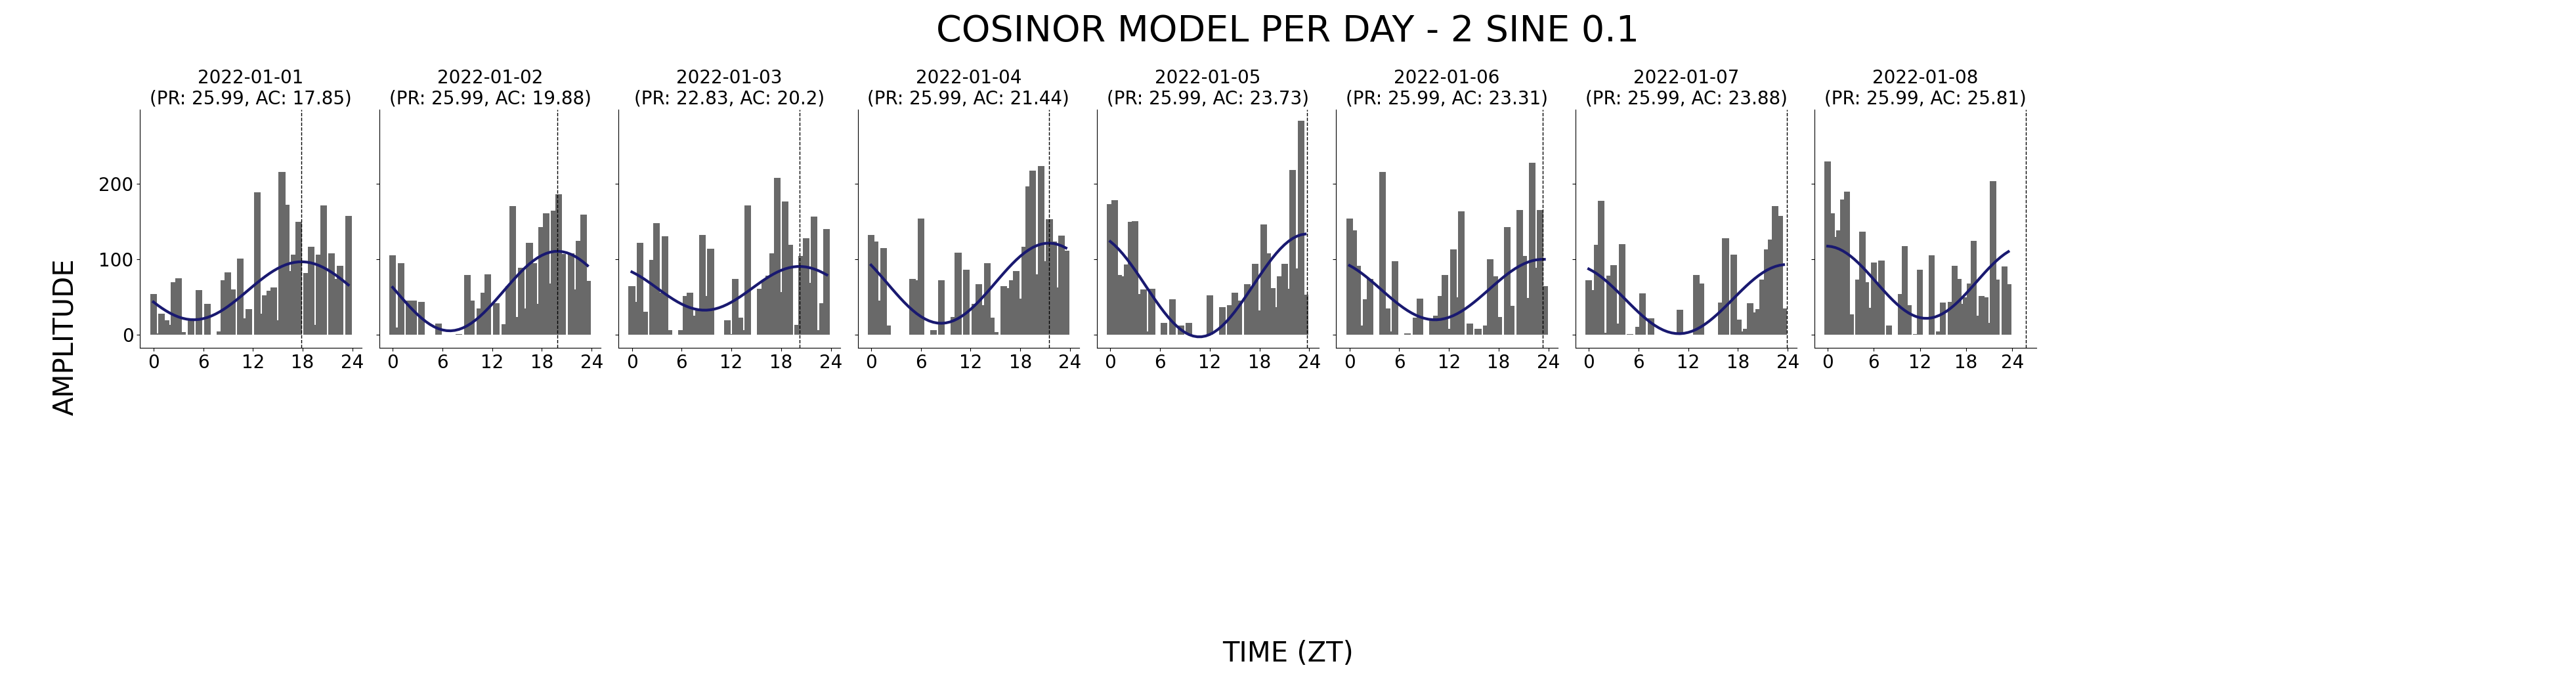 COSINOR MODEL PER DAY - 2 SINE 0.1
2022-01-01
(PR: 25.99, AC: 17.85)
2022-01-02
(PR: 25.99, AC: 19.88)
2022-01-03
(PR: 22.83, AC: 20.2)
2022-01-04
(PR: 25.99, AC: 21.44)
2022-01-05
(PR: 25.99, AC: 23.73)
2022-01-06
(PR: 25.99, AC: 23.31)
2022-01-07
(PR: 25.99, AC: 23.88)
2022-01-08
(PR: 25.99, AC: 25.81)
200
100
0
0 6 12 18 24
0 6 12 18 24
0 6 12 18 24
0 6 12 18 24
0 6 12 18 24
0 6 12 18 24
0 6 12 18 24
0 6 12 18 24
AMPLITUDE
TIME (ZT)